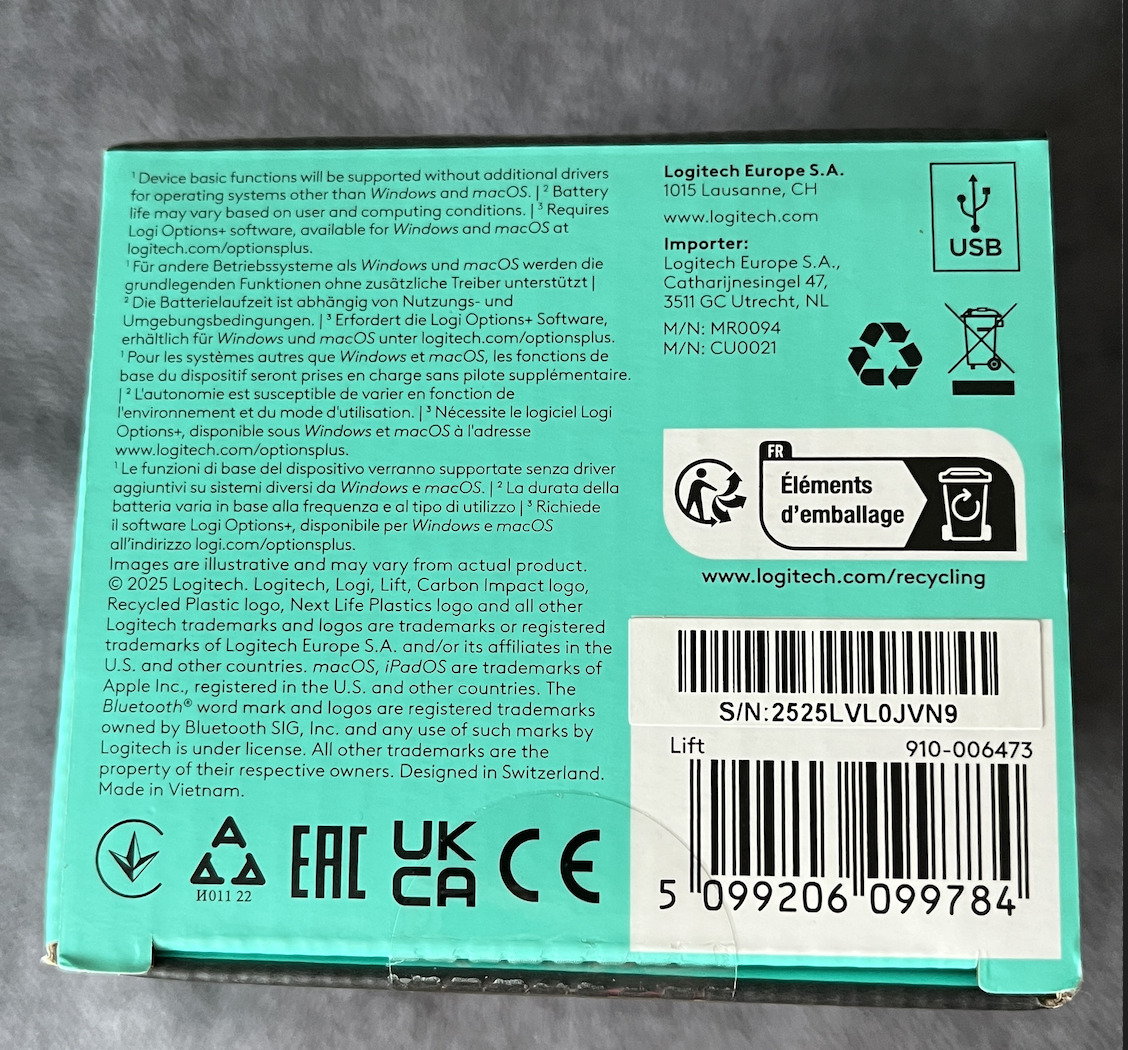 ¹ Device basic functions will be supported without additional drivers
for operating systems other than Windows and macOS. | ² Battery
life may vary based on user and computing conditions. | ³ Requires
Logi Options+ software, available for Windows and macOS at
logitech.com/optionsplus.
¹ Für andere Betriebssysteme als Windows und macOS werden die
grundlegenden Funktionen ohne zusätzliche Treiber unterstützt |
² Die Batterielaufzeit ist abhängig von Nutzungs- und
Umgebungsbedingungen. | ³ Erfordert die Logi Options+ Software,
erhältlich für Windows und macOS unter logitech.com/optionsplus.
¹ Pour les systèmes autres que Windows et macOS, les fonctions de
base du dispositif seront prises en charge sans pilote supplémentaire.
| ² L'autonomie est susceptible de varier en fonction de
l'environnement et du mode d'utilisation. | ³ Nécessite le logiciel Logi
Options+, disponible sous Windows et macOS à l'adresse
www.logitech.com/optionsplus.
¹ Le funzioni di base del dispositivo verranno supportate senza driver
aggiuntivi su sistemi diversi da Windows e macOS. | ² La durata della
batteria varia in base alla frequenza e al tipo di utilizzo | ³ Richiede
il software Logi Options+, disponibile per Windows e macOS
all'indirizzo logi.com/optionsplus.
Images are illustrative and may vary from actual product.
© 2025 Logitech. Logitech, Logi, Lift, Carbon Impact logo,
Recycled Plastic logo, Next Life Plastics logo and all other
Logitech trademarks and logos are trademarks or registered
trademarks of Logitech Europe S.A. and/or its affiliates in the
U.S. and other countries. macOS, iPadOS are trademarks of
Apple Inc., registered in the U.S. and other countries. The
Bluetooth® word mark and logos are registered trademarks
owned by Bluetooth SIG, Inc. and any use of such marks by
Logitech is under license. All other trademarks are the
property of their respective owners. Designed in Switzerland.
Made in Vietnam.
А
И011 22
EAC
UK
CA
CE
Logitech Europe S.A.
1015 Lausanne, CH
www.logitech.com
Importer:
Logitech Europe S.A.,
Catharijnesingel 47,
3511 GC Utrecht, NL
M/N: MR0094
M/N: CU0021
USB
FR
Éléments
d'emballage
www.logitech.com/recycling
S/N:2525LVL0JVN9
Lift 910-006473
5 099206 099784